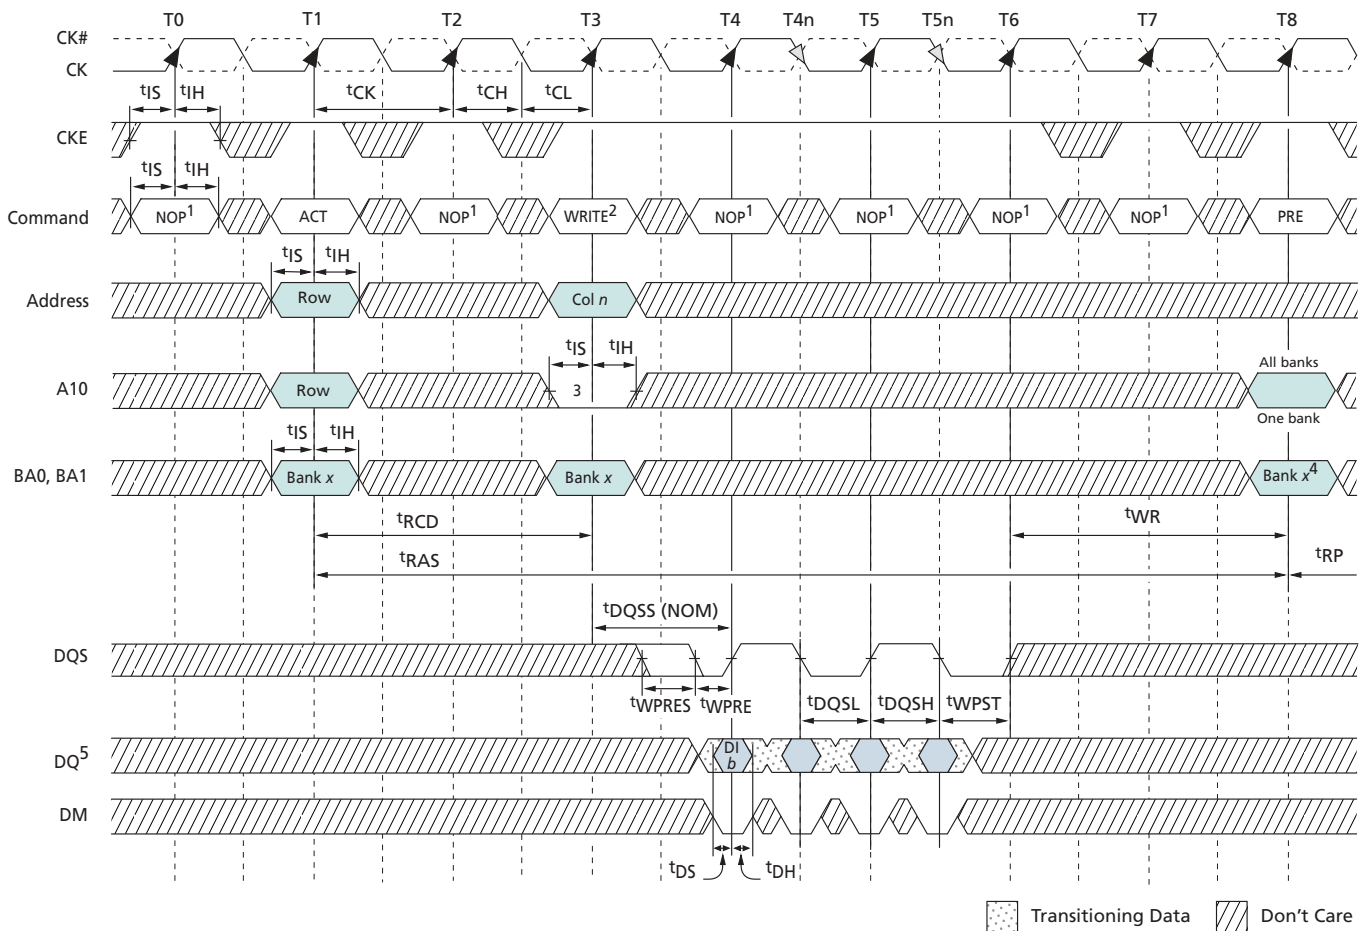 T0 T1 T2 T3 T4 T4n T5 T5n T6 T7 T8
CK#
CK
tIS tIH tCK tCH tCL
CKE
tIS tIH
Command NOP1 ACT NOP1 WRITE2 NOP1 NOP1 NOP1 NOP1 PRE
tIS tIH
Address Row Col n
tIS tIH
All banks
A10 Row 3
One bank
tIS tIH
BA0, BA1 Bank x Bank x Bank x4
tRCD tWR
tRAS tRP
tDQSS (NOM)
DQS
tWPRES tWPRE tDQSL tDQSH tWPST
DQ5 DI
b
DM
tDS tDH
Transitioning Data Don't Care